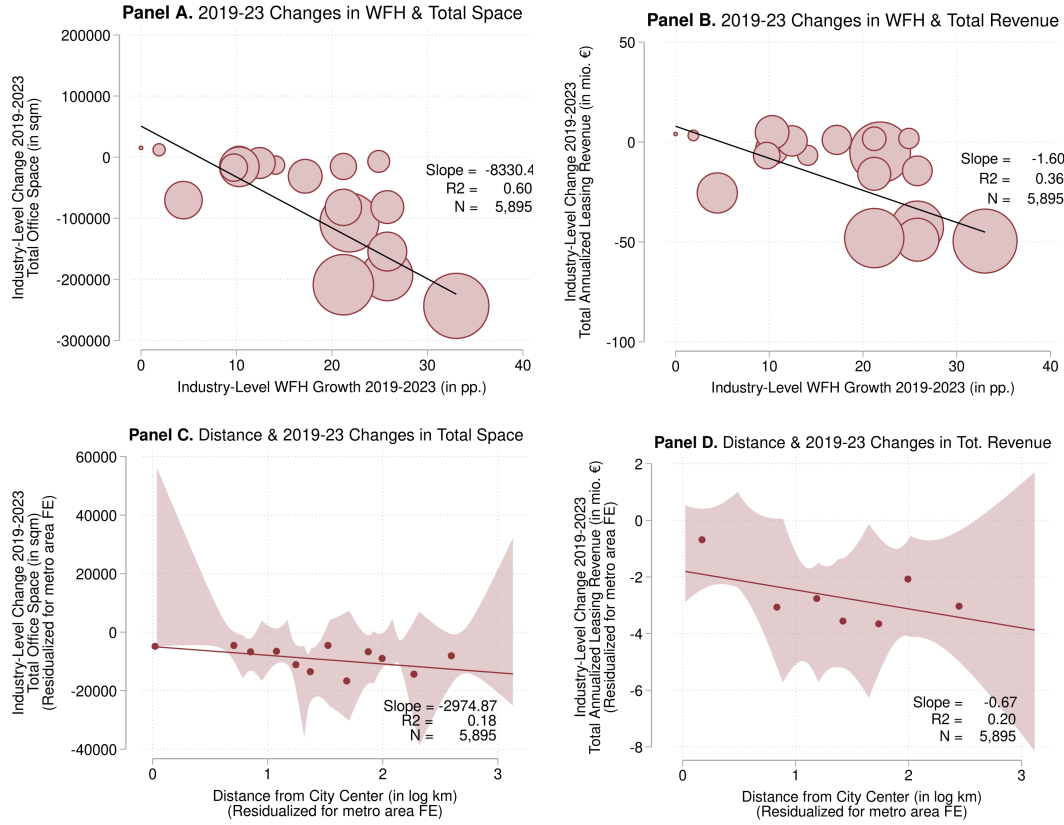 Panel A. 2019-23 Changes in WFH & Total Space
Industry-Level Change 2019-2023
Total Office Space (in sqm)
200000
100000
0
-100000
-200000
-300000
Slope = -8330.4
R2 = 0.60
N = 5,895
0 10 20 30 40
Industry-Level WFH Growth 2019-2023 (in pp.)
Panel B. 2019-23 Changes in WFH & Total Revenue
Industry-Level Change 2019-2023
Total Annualized Leasing Revenue (in mio. €)
50
0
-50
-100
Slope = -1.60
R2 = 0.36
N = 5,895
0 10 20 30 40
Industry-Level WFH Growth 2019-2023 (in pp.)
Panel C. Distance & 2019-23 Changes in Total Space
Industry-Level Change 2019-2023
Total Office Space (in sqm)
(Residualized for metro area FE)
60000
40000
20000
0
-20000
-40000
Slope = -2974.87
R2 = 0.18
N = 5,895
0 1 2 3
Distance from City Center (in log km)
(Residualized for metro area FE)
Panel D. Distance & 2019-23 Changes in Tot. Revenue
Industry-Level Change 2019-2023
Total Annualized Leasing Revenue (in mio. €)
(Residualized for metro area FE)
2
0
-2
-4
-6
-8
Slope = -0.67
R2 = 0.20
N = 5,895
0 1 2 3
Distance from City Center (in log km)
(Residualized for metro area FE)